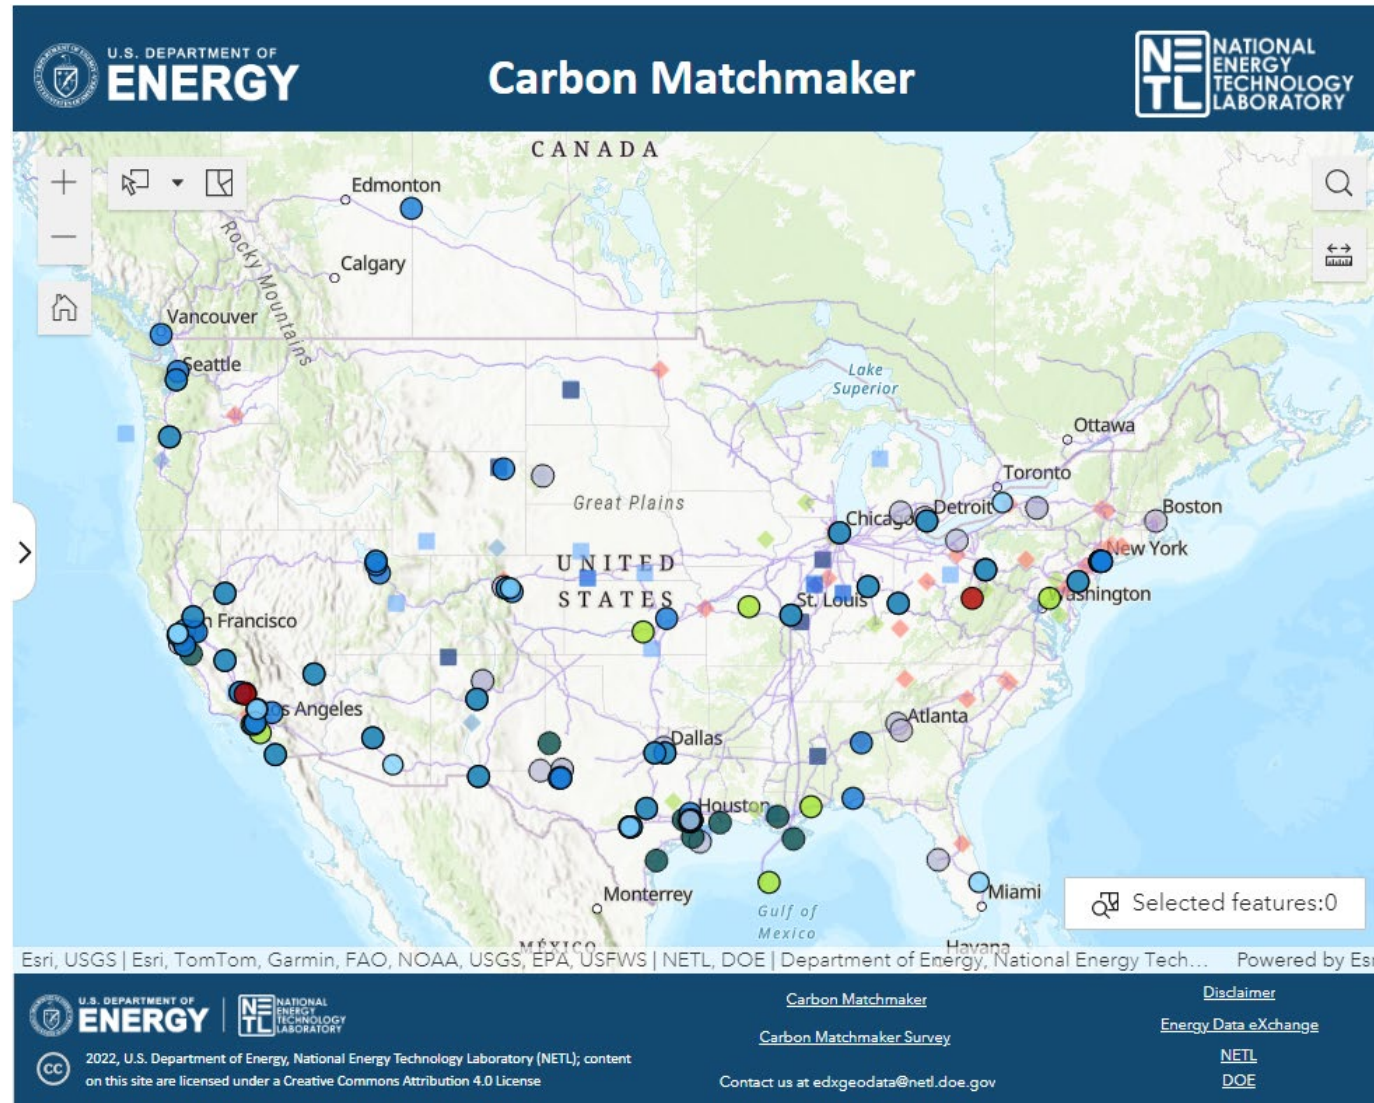 U.S. DEPARTMENT OF
ENERGY
Carbon Matchmaker
NETL
NATIONAL
ENERGY
TECHNOLOGY
LABORATORY
CANADA
Edmonton
Rocky Mountains
Calgary
Vancouver
Seattle
Lake
Superior
Ottawa
Toronto
Great Plains
Chicago
Detroit
Boston
New York
UNITED
STATES
St. Louis
Washington
n Francisco
os Angeles
Atlanta
Dallas
Houston
Monterrey
Gulf of
Mexico
Miami
Selected features:0
MÉXICO
Havana
Esri, USGS | Esri, TomTom, Garmin, FAO, NOAA, USGS, EPA, USFWS | NETL, DOE | Department of Energy, National Energy Tech... Powered by Esr
U.S. DEPARTMENT OF
ENERGY
NETL
NATIONAL
ENERGY
TECHNOLOGY
LABORATORY
cc
2022, U.S. Department of Energy, National Energy Technology Laboratory (NETL); content
on this site are licensed under a Creative Commons Attribution 4.0 License
Carbon Matchmaker
Carbon Matchmaker Survey
Contact us at edxgeodata@netl.doe.gov
Disclaimer
Energy Data eXchange
NETL
DOE